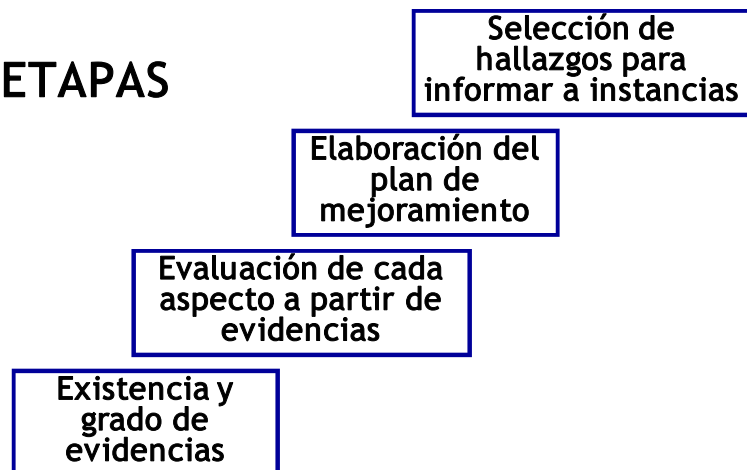 Selección de
hallazgos para
informar a instancias
ETAPAS
Elaboración del
plan de
mejoramiento
Evaluación de cada
aspecto a partir de
evidencias
Existencia y
grado de
evidencias